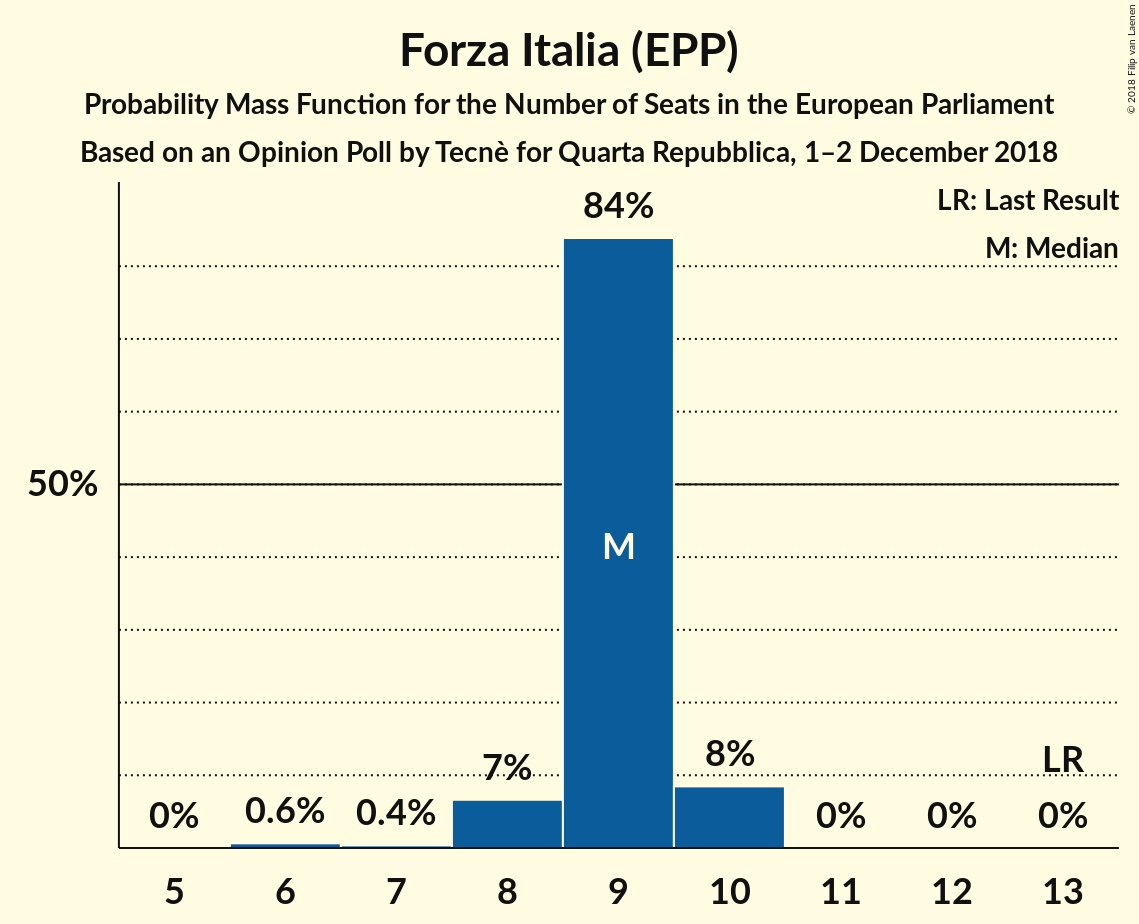 Forza Italia (EPP)
Probability Mass Function for the Number of Seats in the European Parliament
Based on an Opinion Poll by Tecnè for Quarta Repubblica, 1–2 December 2018
© 2018 Filip van Laenen
LR: Last Result
M: Median
84%
50%
M
7%
8%
LR
0%
0.6%
0.4%
0%
0%
0%
5 6 7 8 9 10 11 12 13